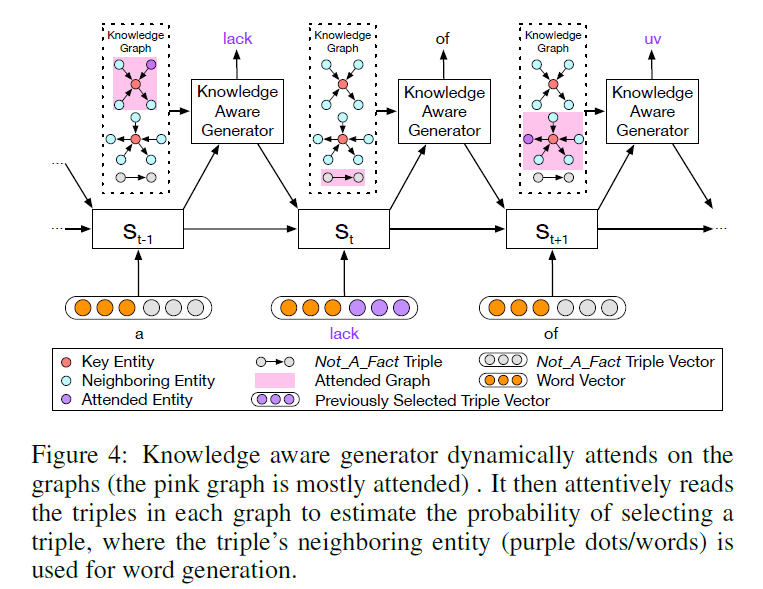 Knowledge Graph
lack
Knowledge Graph
of
Knowledge Graph
uv
Knowledge Aware Generator
Knowledge Aware Generator
Knowledge Aware Generator
...
...
St-1
St
St+1
...
a
lack
of
Key Entity
Not_A_Fact Triple
Not_A_Fact Triple Vector
Neighboring Entity
Attended Graph
Word Vector
Attended Entity
Previously Selected Triple Vector
Figure 4: Knowledge aware generator dynamically attends on the
graphs (the pink graph is mostly attended) . It then attentively reads
the triples in each graph to estimate the probability of selecting a
triple, where the triple's neighboring entity (purple dots/words) is
used for word generation.